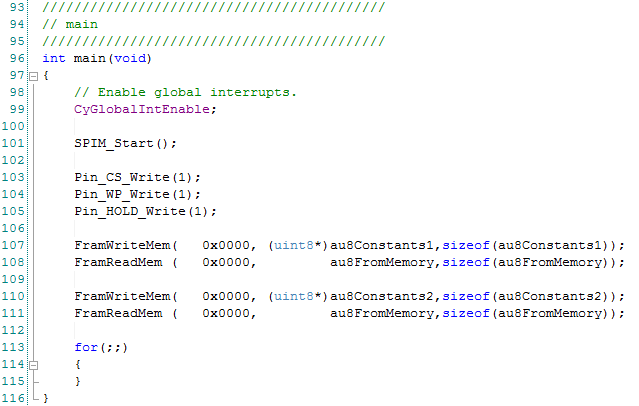 93 ///////////////////////////////////////////
94 // main
95 ///////////////////////////////////////////
96 int main(void)
97 {
98     // Enable global interrupts.
99     CyGlobalIntEnable;
100
101     SPIM_Start();
102
103     Pin_CS_Write(1);
104     Pin_WP_Write(1);
105     Pin_HOLD_Write(1);
106
107     FramWriteMem(   0x0000, (uint8*)au8Constants1,sizeof(au8Constants1));
108     FramReadMem (   0x0000,         au8FromMemory,sizeof(au8FromMemory));
109
110     FramWriteMem(   0x0000, (uint8*)au8Constants2,sizeof(au8Constants2));
111     FramReadMem (   0x0000,         au8FromMemory,sizeof(au8FromMemory));
112
113     for(;;)
114     {
115     }
116 }